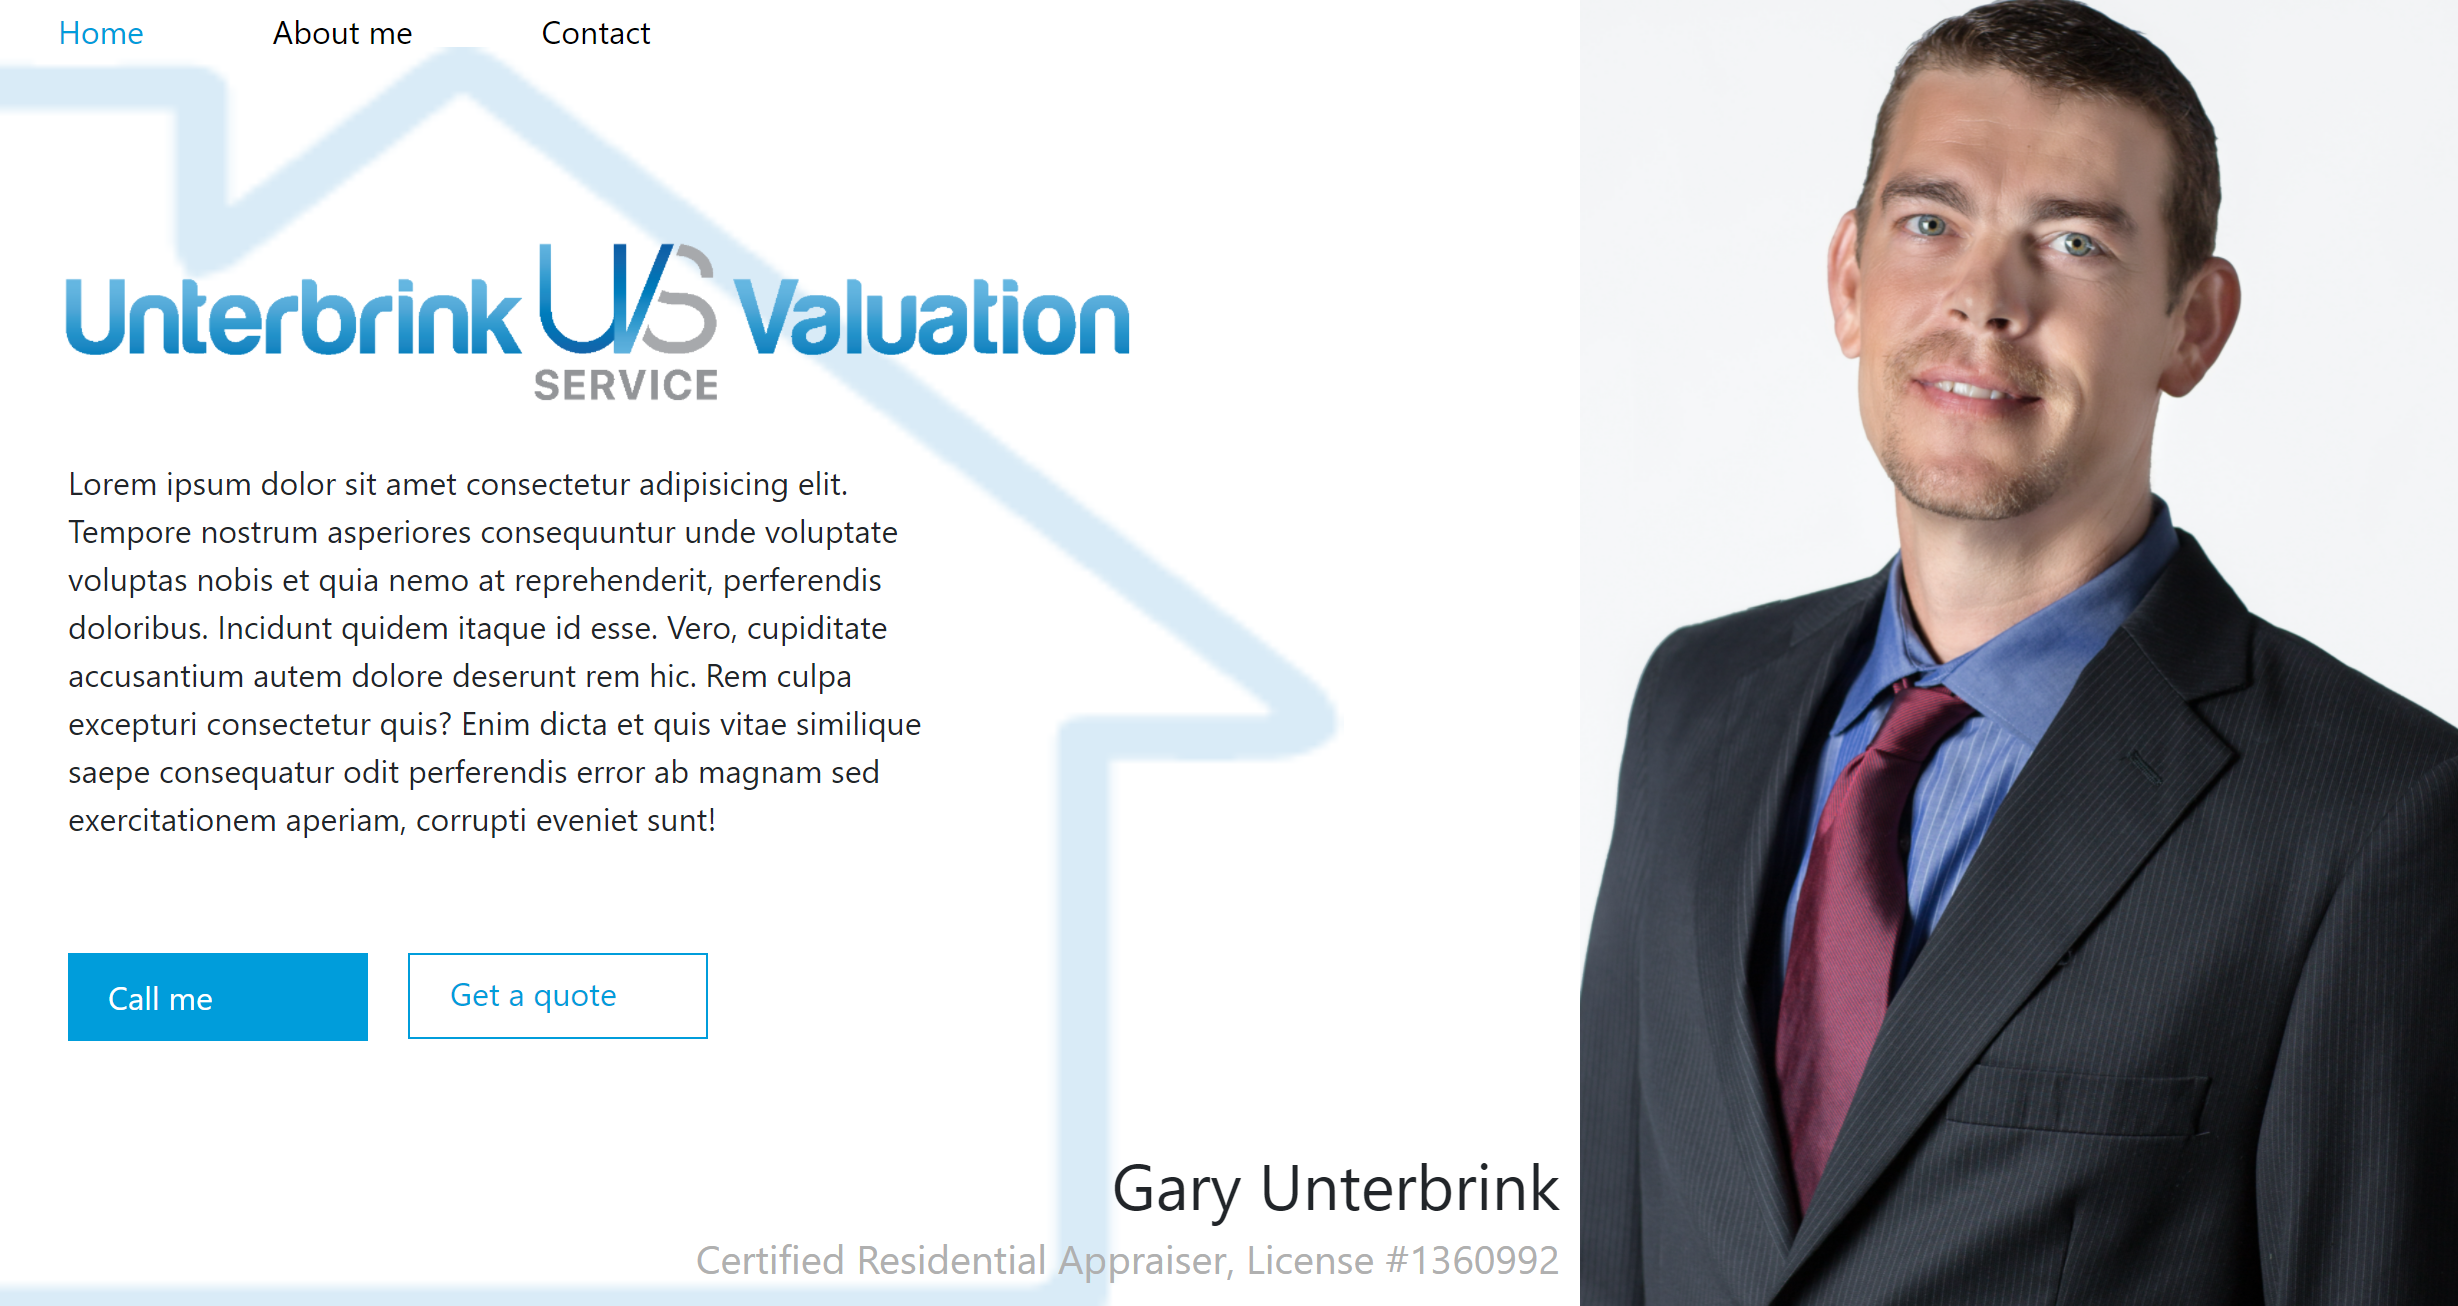 Home About me Contact
Unterbrink UVS Valuation
SERVICE
Lorem ipsum dolor sit amet consectetur adipisicing elit.
Tempore nostrum asperiores consequuntur unde voluptate
voluptas nobis et quia nemo at reprehenderit, perferendis
doloribus. Incidunt quidem itaque id esse. Vero, cupiditate
accusantium autem dolore deserunt rem hic. Rem culpa
excepturi consectetur quis? Enim dicta et quis vitae similique
saepe consequatur odit perferendis error ab magnam sed
exercitationem aperiam, corrupti eveniet sunt!
Call me Get a quote
Gary Unterbrink
Certified Residential Appraiser, License #1360992